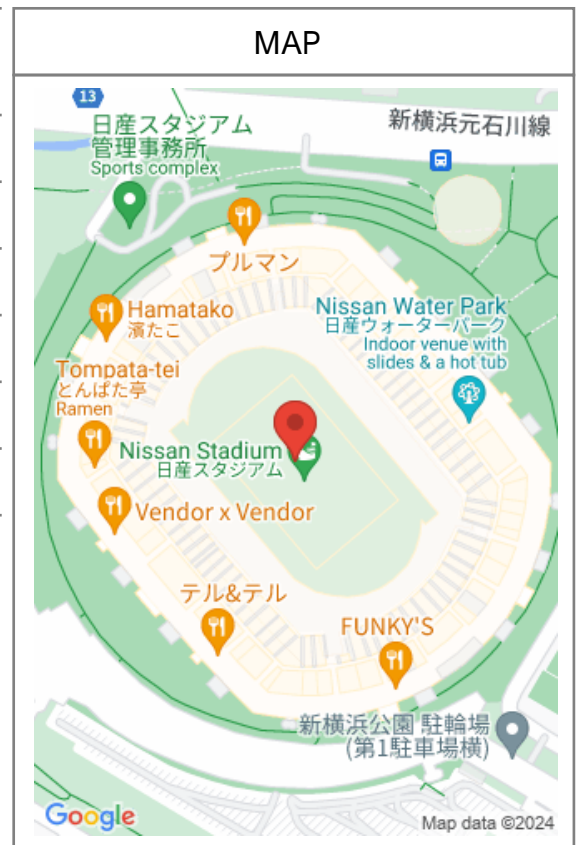 MAP
13
日産スタジアム
管理事務所
Sports complex
新横浜元石川線
プルマン
Hamatako
濱たこ
Nissan Water Park
日産ウォーターパーク
Indoor venue with
slides & a hot tub
Tompata-tei
とんぱた亭
Ramen
Nissan Stadium
日産スタジアム
Vendor x Vendor
テル&テル
FUNKY'S
新横浜公園 駐輪場
(第1駐車場横)
Google
Map data ©2024